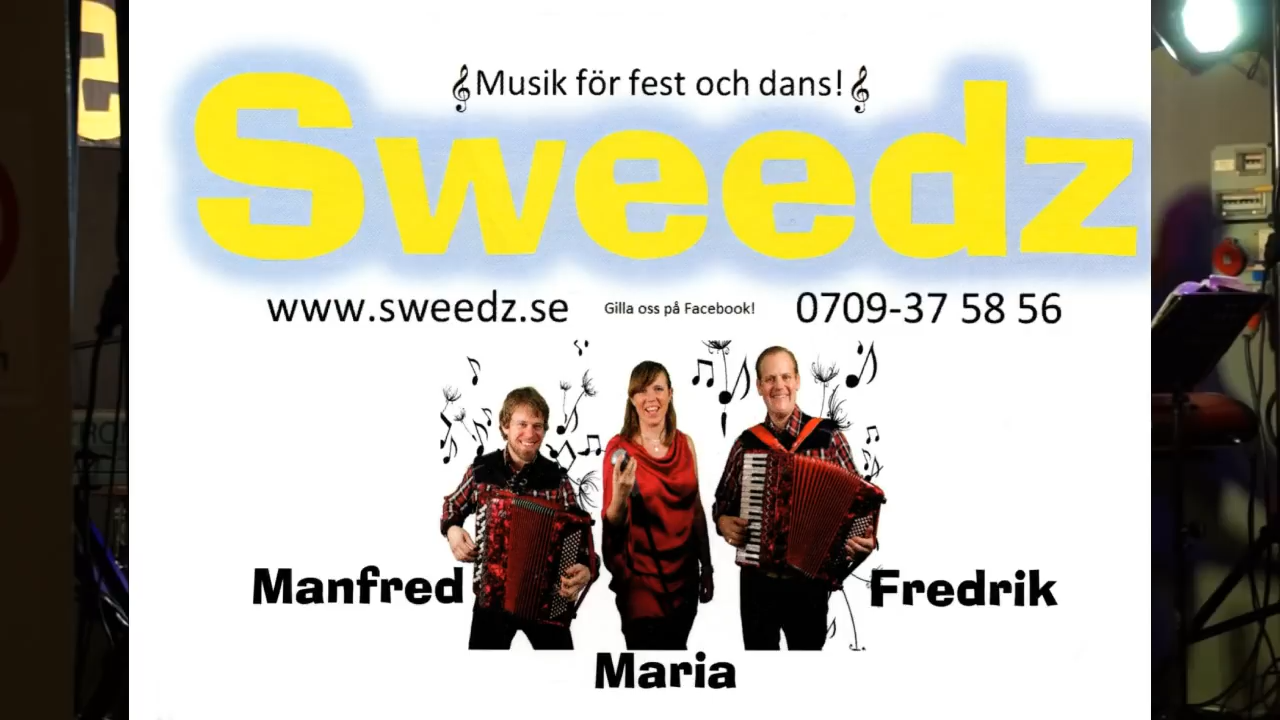 Musik för fest och dans!
Sweedz
www.sweedz.se
Gilla oss på Facebook!
0709-37 58 56
Manfred
Fredrik
Maria